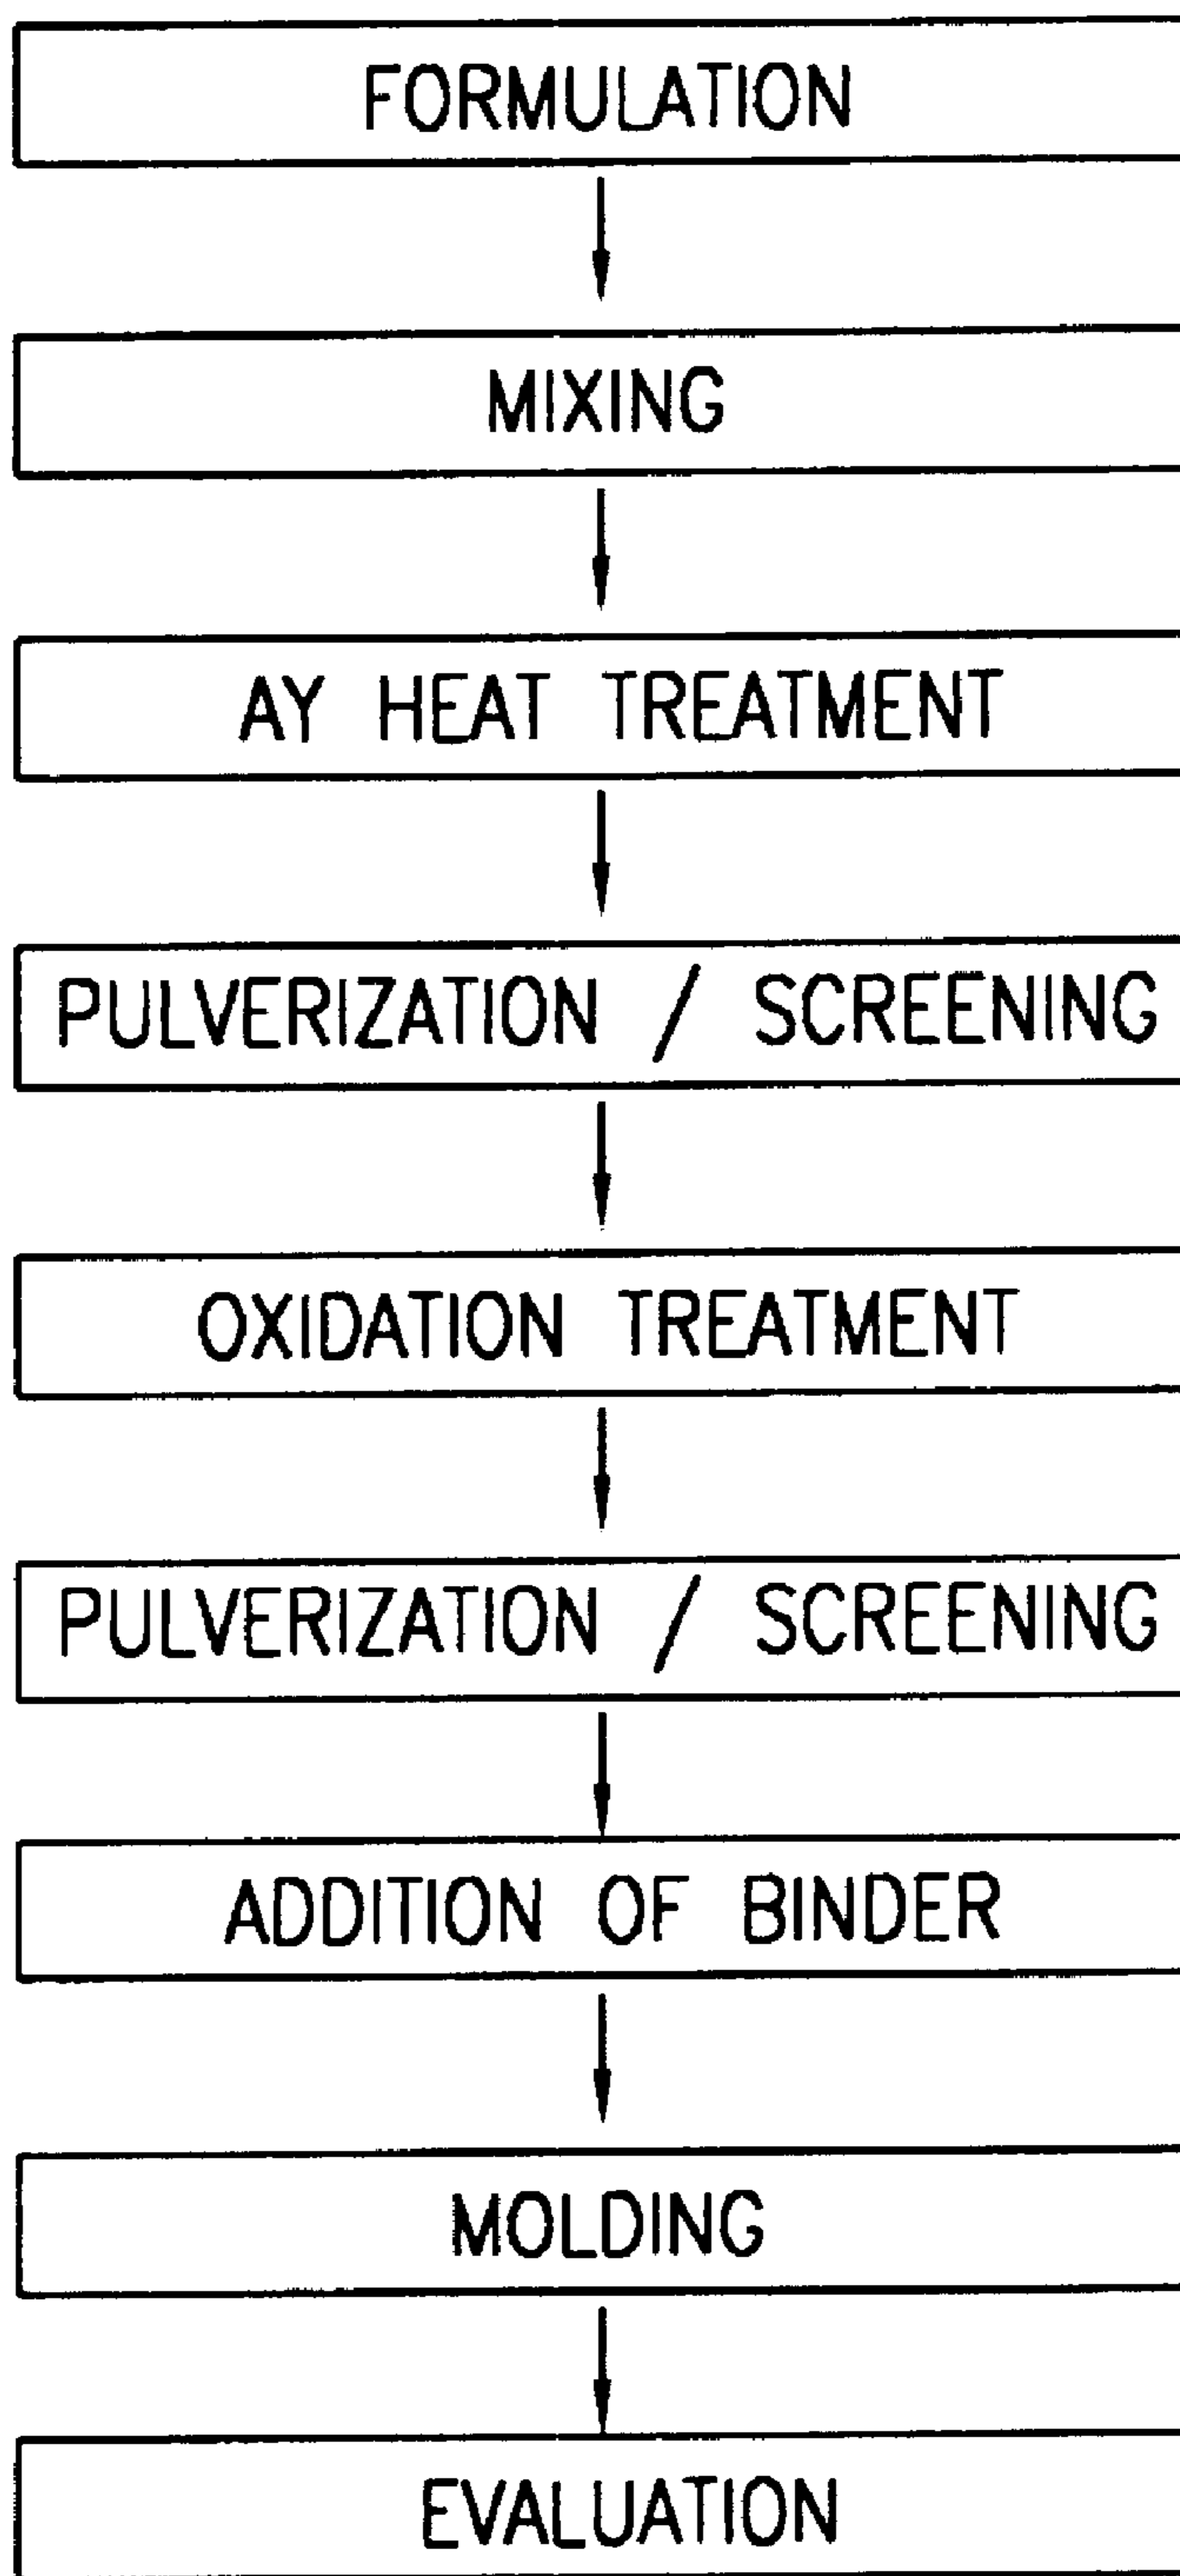 FORMULATION
MIXING
AY HEAT TREATMENT
PULVERIZATION / SCREENING
OXIDATION TREATMENT
PULVERIZATION / SCREENING
ADDITION OF BINDER
MOLDING
EVALUATION